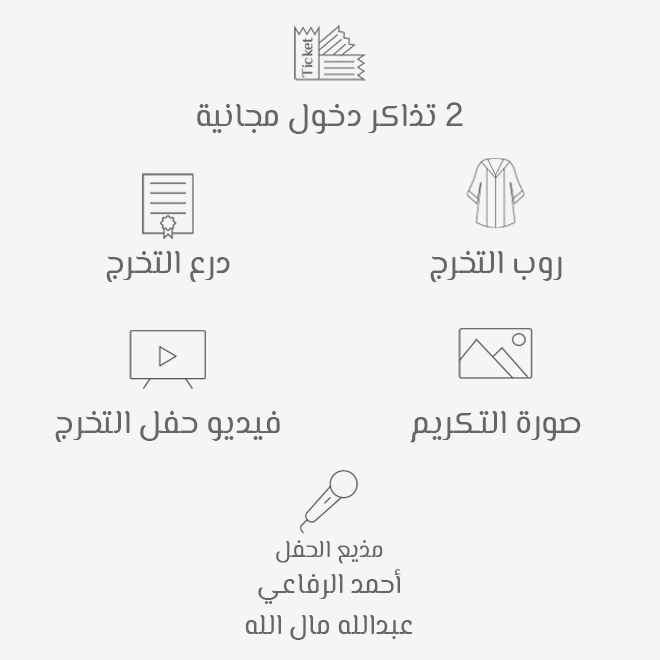 Ticket
2 تذاكر دخول مجانية
روب التخرج
درع التخرج
صورة التكريم
فيديو حفل التخرج
مذيع الحفل
أحمد الرفاعي
عبدالله مال الله